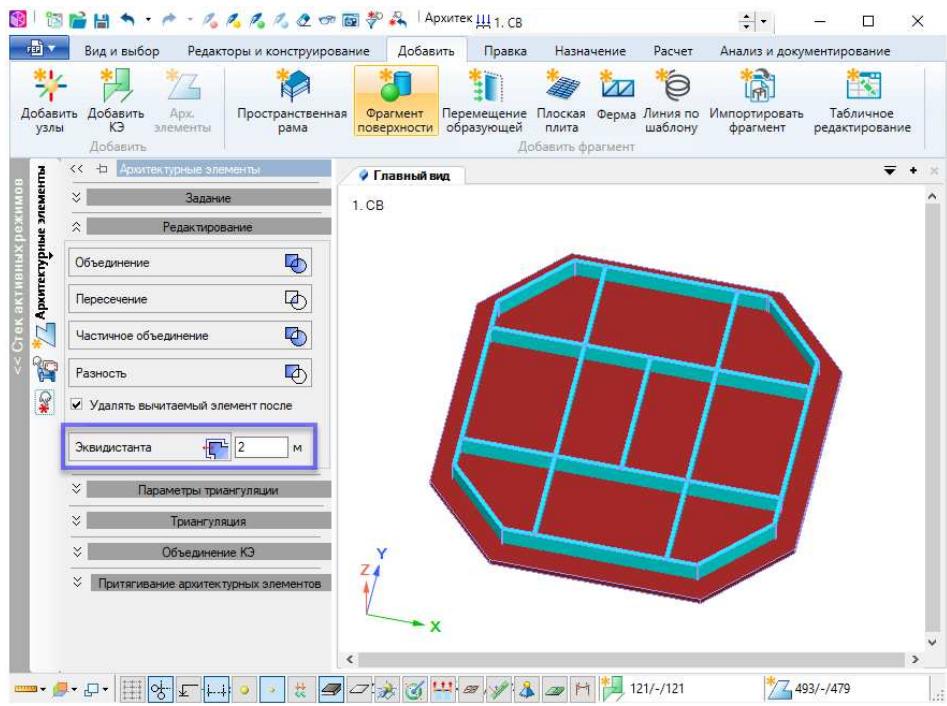 Архитек 1. СВ
Вид и выбор Редакторы и конструирование Добавить Правка Назначение Расчет Анализ и документирование
Добавить узлы
Добавить КЭ
Арх. элементы
Пространственная рама
Фрагмент поверхности
Перемещение образующей
Плоская плита
Ферма
Линия по шаблону
Импортировать фрагмент
Табличное редактирование
Добавить
Добавить фрагмент
<< Стек активных режимов
Архитектурные элементы
<< Архитектурные элементы
Задание
Редактирование
Объединение
Пересечение
Частичное объединение
Разность
Удалять вычитаемый элемент после
Эквидистанта 2 м
Параметры триангуляции
Триангуляция
Объединение КЭ
Притягивание архитектурных элементов
Главный вид
1. СВ
Y
Z
X
121/-/121
493/-/479